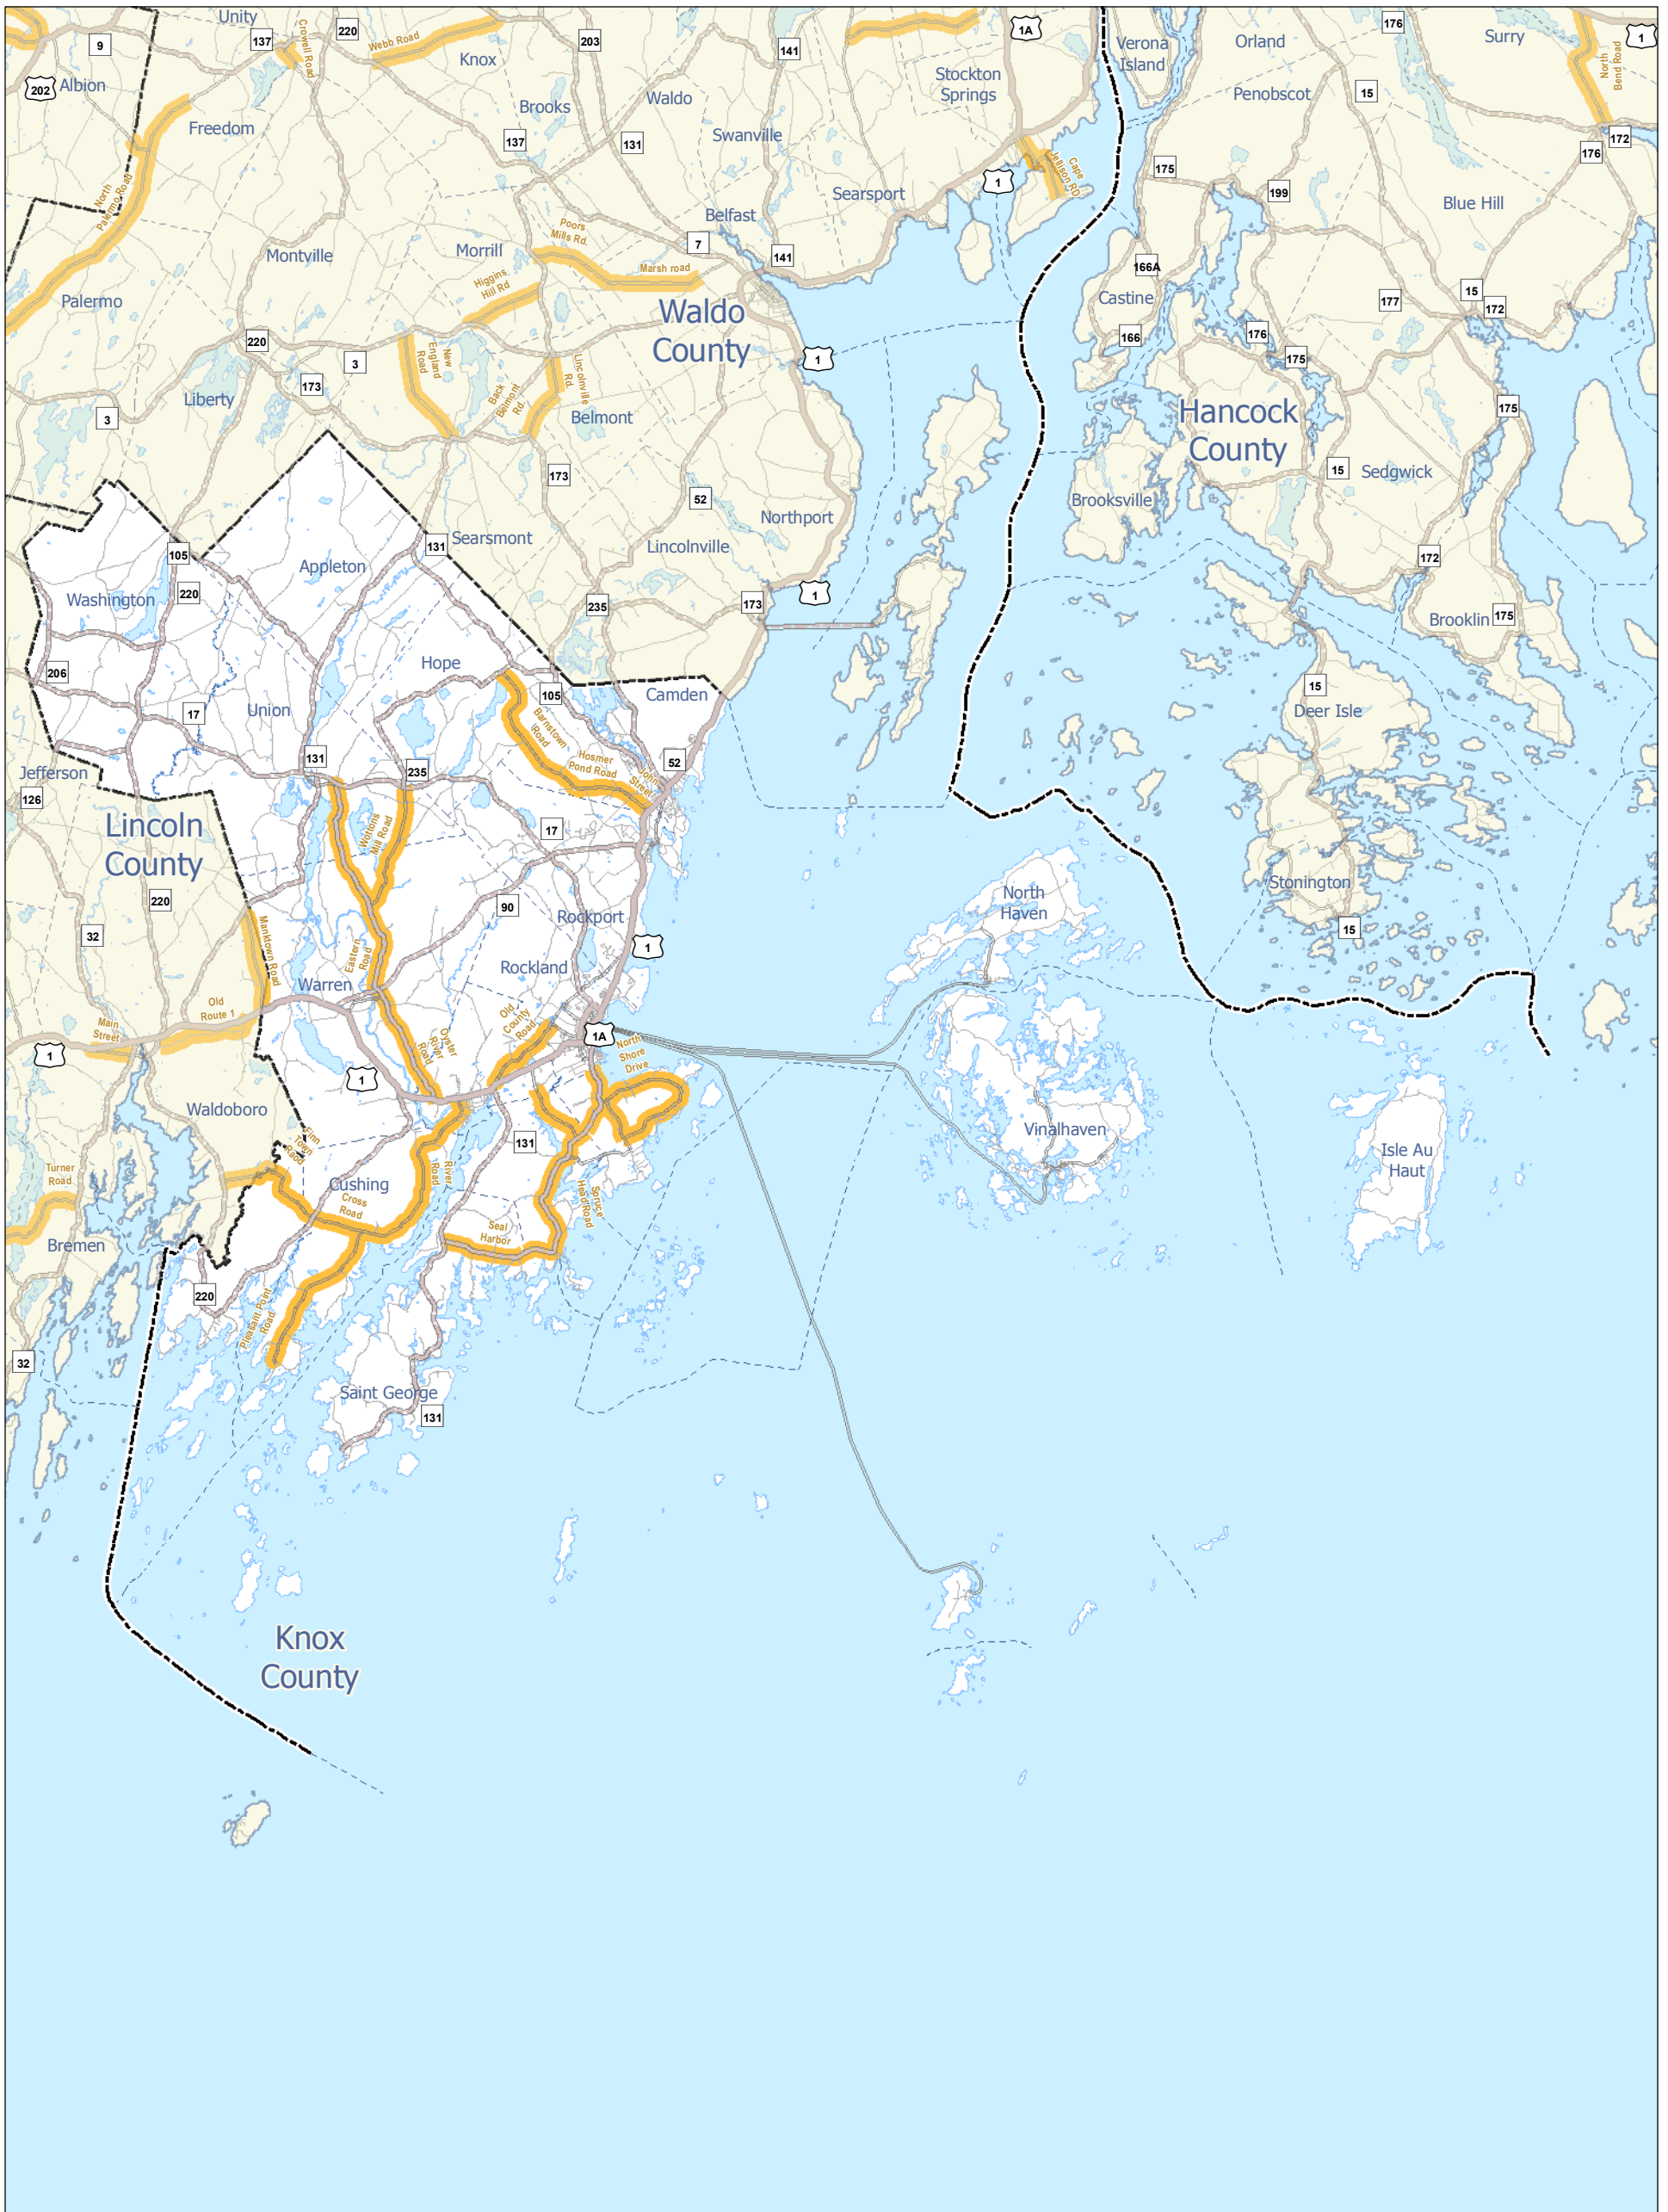 Unity
137
Crowell Road
220
Webb Road
203
Knox
141
1A
Verona
Island
Orland
176
Surry
1
North
Bend Road
9
202
Albion
Stockton
Springs
Penobscot
15
Brooks
Waldo
Freedom
137
131
Swanville
172
176
Cape
Jellison RD
175
1
199
North
Palermo Road
Searsport
Blue Hill
Belfast
Poors
Mills Rd.
Morrill
7
141
Montville
Marsh road
166A
Higgins
Hill Rd
Palermo
Waldo
County
Castine
177
15
172
166
176
175
220
3
1
New
England
Road
Lincolnville
Rd.
173
Back
Belmont
Rd.
Liberty
3
Belmont
Hancock
County
175
173
15
Sedgwick
52
Brooksville
Northport
Searsmont
131
Lincolnville
105
172
Appleton
220
Washington
1
235
173
Brooklin
175
Hope
206
105
Camden
15
Deer Isle
17
Union
Barnstown
Road
131
52
Hosmer
Pond Road
John
Street
Jefferson
235
126
Lincoln
County
17
Wottons
Mill Road
Stonington
220
North
Haven
90
Rockport
15
32
Manktown Road
1
Eastern
Road
Rockland
Warren
Old
Route 1
Old
County
Road
Main
Street
1A
Oyster
River
Road
North
Shore
Drive
1
1
Waldoboro
Vinalhaven
Finn
Town
Raod
131
Isle Au
Haut
Turner
Road
River
Road
Cushing
Cross
Road
Spruce
Head Road
Seal
Harbor
Bremen
220
Pleasant Point
Road
32
Saint George
131
Knox
County